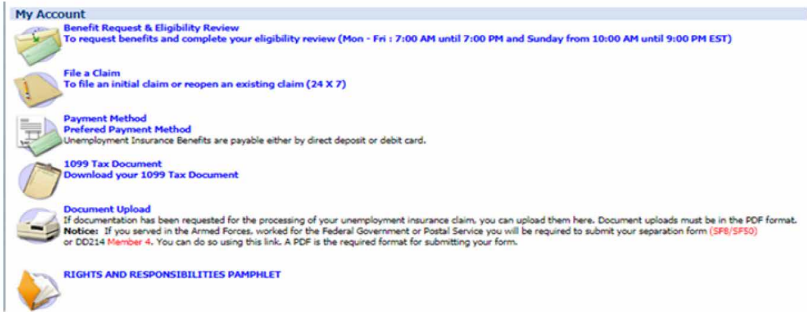 My Account
Benefit Request & Eligibility Review
To request benefits and complete your eligibility review (Mon - Fri : 7:00 AM until 7:00 PM and Sunday from 10:00 AM until 9:00 PM EST)
File a Claim
To file an initial claim or reopen an existing claim (24 X 7)
Payment Method
Prefered Payment Method
Unemployment Insurance Benefits are payable either by direct deposit or debit card.
1099 Tax Document
Download your 1099 Tax Document
Document Upload
If documentation has been requested for the processing of your unemployment insurance claim, you can upload them here. Document uploads must be in the PDF format.
Notice: If you served in the Armed Forces, worked for the Federal Government or Postal Service you will be required to submit your separation form (SF8/SF50)
or DD214 Member 4. You can do so using this link. A PDF is the required format for submitting your form.
RIGHTS AND RESPONSIBILITIES PAMPHLET